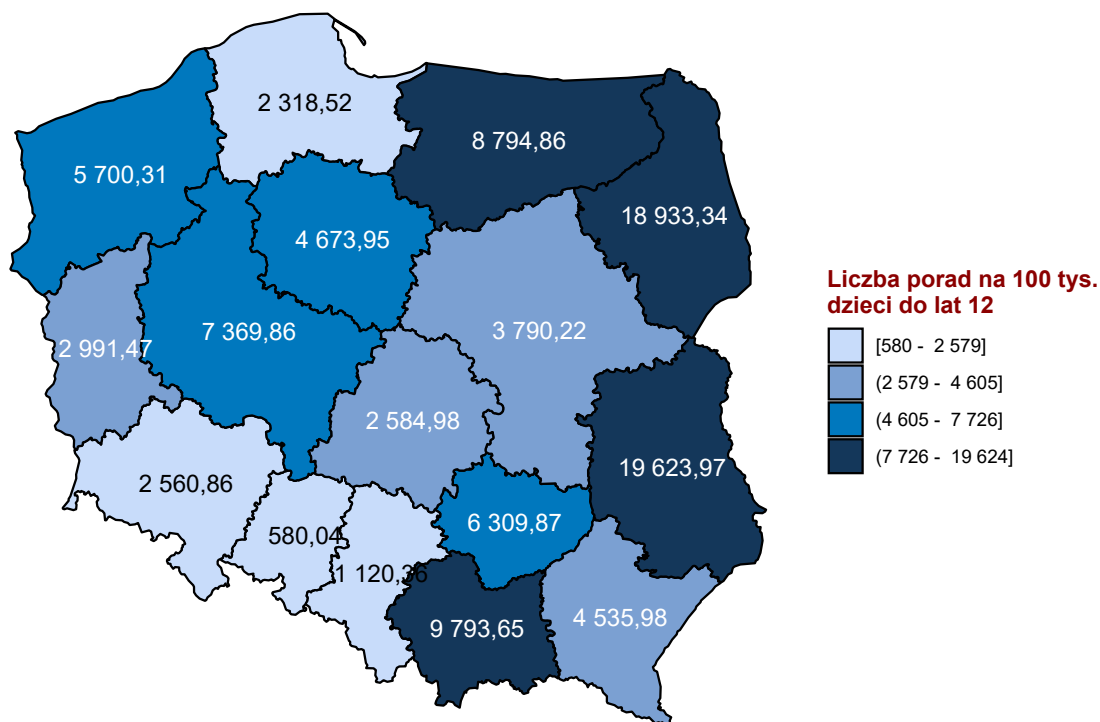 2 318,52
8 794,86
5 700,31
18 933,34
4 673,95
7 369,86
3 790,22
2 991,47
2 584,98
19 623,97
2 560,86
6 309,87
580,04
1 120,36
4 535,98
9 793,65
Liczba porad na 100 tys.
dzieci do lat 12
[580 - 2 579]
(2 579 - 4 605]
(4 605 - 7 726]
(7 726 - 19 624]